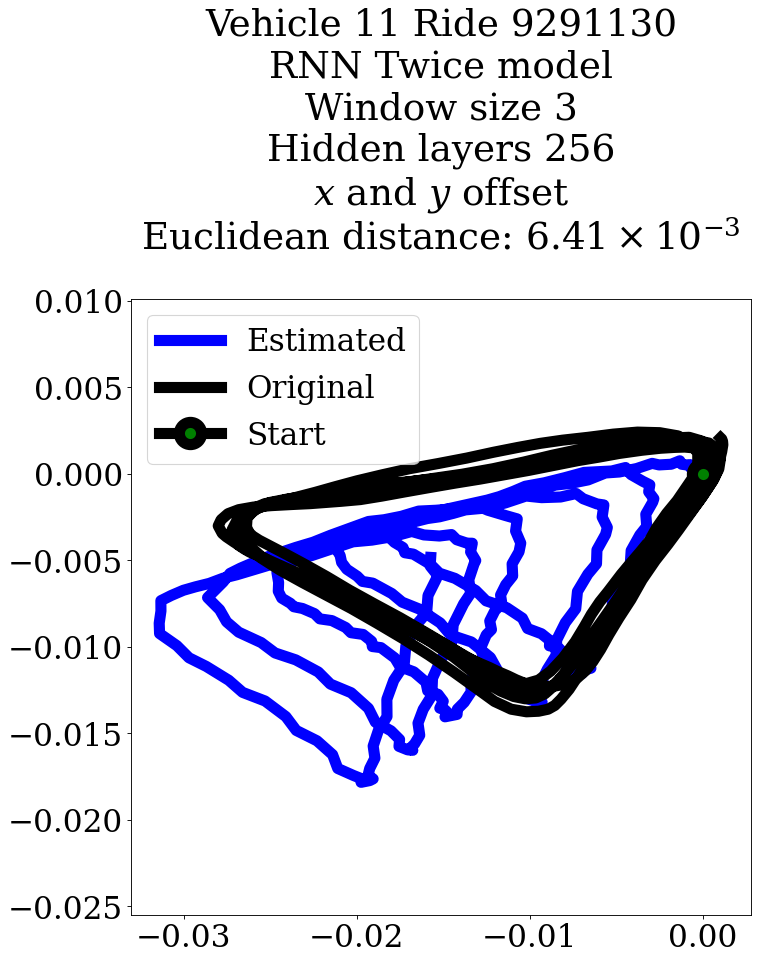 Vehicle 11 Ride 9291130
RNN Twice model
Window size 3
Hidden layers 256
x and y offset
Euclidean distance: 6.41 × 10⁻³
0.010
0.005
0.000
−0.005
−0.010
−0.015
−0.020
−0.025
Estimated
Original
Start
−0.03 −0.02 −0.01 0.00